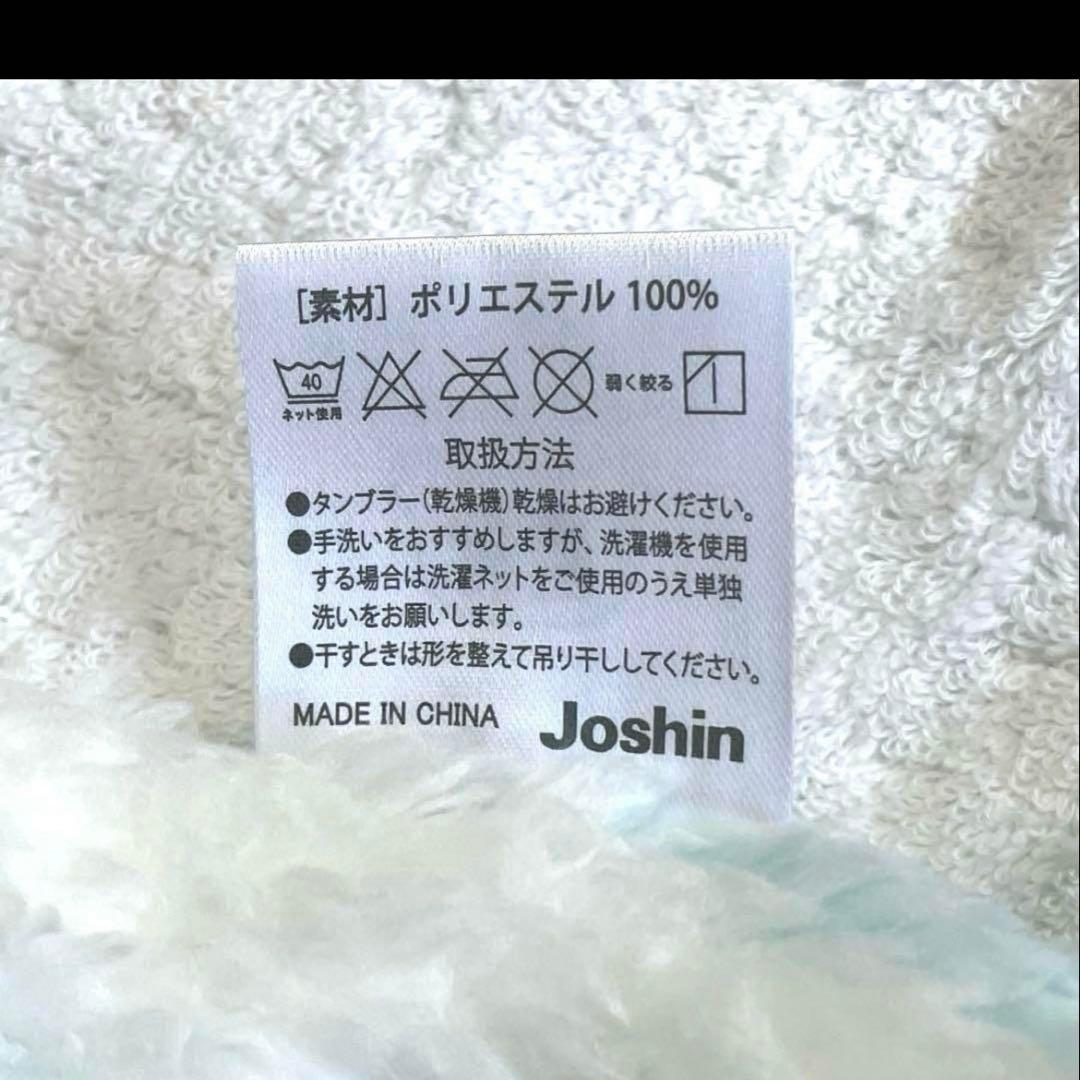 [素材] ポリエステル 100%
40 弱く絞る
ネット使用
取扱方法
●タンブラー(乾燥機)乾燥はお避けください。
●手洗いをおすすめしますが、洗濯機を使用
する場合は洗濯ネットをご使用のうえ単独
洗いをお願いします。
●干すときは形を整えて吊り干ししてください。
MADE IN CHINA Joshin